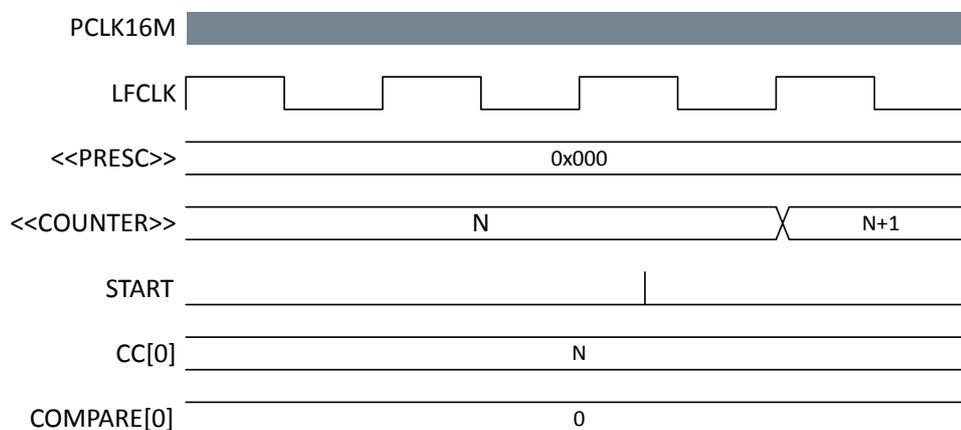 PCLK16M
LFCLK
<<PRESC>> 0x000
<<COUNTER>> N N+1
START
CC[0] N
COMPARE[0] 0